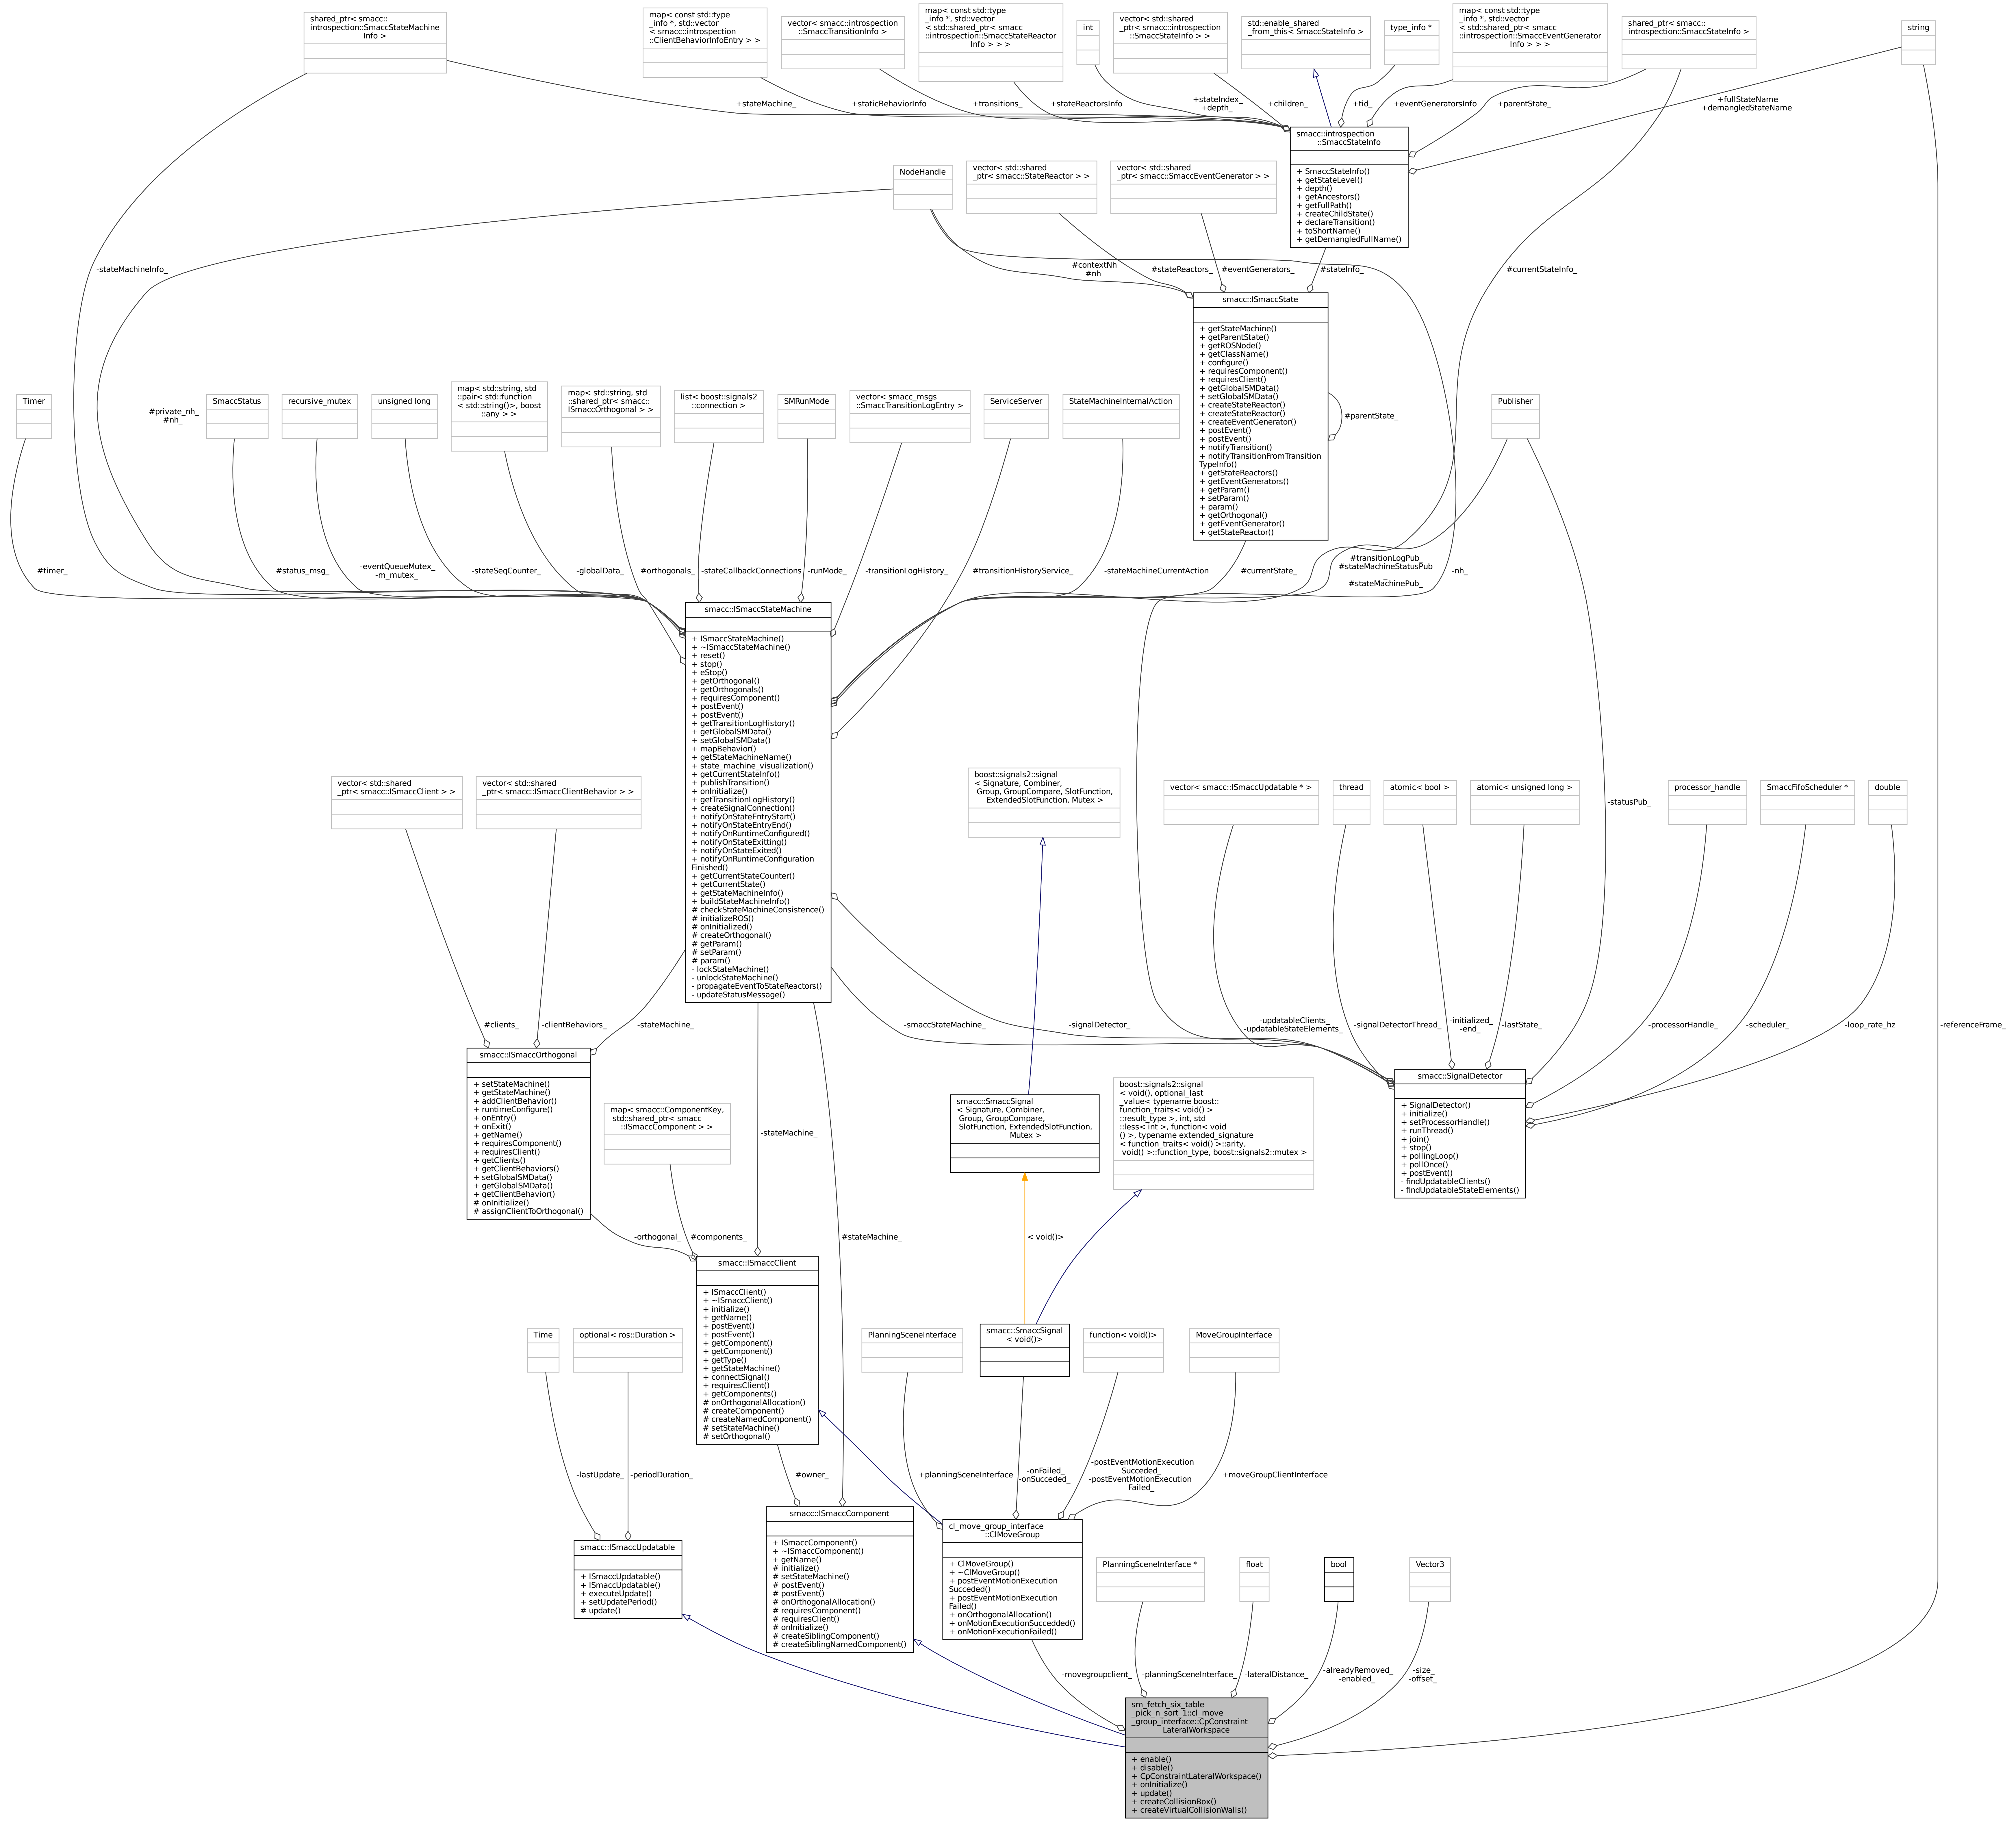 shared_ptr< smacc::
introspection::SmaccStateMachine
Info >
map< const std::type
_info *, std::vector
< smacc::introspection
::ClientBehaviorInfoEntry > >
vector< smacc::introspection
::SmaccTransitionInfo >
map< const std::type
_info *, std::vector
< std::shared_ptr< smacc
::introspection::SmaccStateReactor
Info > > >
int
vector< std::shared
_ptr< smacc::introspection
::SmaccStateInfo > >
std::enable_shared
_from_this< SmaccStateInfo >
type_info *
map< const std::type
_info *, std::vector
< std::shared_ptr< smacc
::introspection::SmaccEventGenerator
Info > > >
shared_ptr< smacc::
introspection::SmaccStateInfo >
string
+stateMachine_
+staticBehaviorInfo
+transitions_
+stateReactorsInfo
+stateIndex_
+depth_
+children_
+tid_
+eventGeneratorsInfo
+parentState_
+fullStateName
+demangledStateName
smacc::introspection
::SmaccStateInfo
+ SmaccStateInfo()
+ getStateLevel()
+ depth()
+ getAncestors()
+ getFullPath()
+ createChildState()
+ declareTransition()
+ toShortName()
+ getDemangledFullName()
NodeHandle
vector< std::shared
_ptr< smacc::StateReactor > >
vector< std::shared
_ptr< smacc::SmaccEventGenerator > >
-stateMachineInfo_
#contextNh
#nh
#stateReactors_
#eventGenerators_
#stateInfo_
#currentStateInfo_
smacc::ISmaccState
+ getStateMachine()
+ getParentState()
+ getROSNode()
+ getClassName()
+ configure()
+ requiresComponent()
+ requiresClient()
+ getGlobalSMData()
+ setGlobalSMData()
+ createStateReactor()
+ createStateReactor()
+ createEventGenerator()
+ postEvent()
+ postEvent()
+ notifyTransition()
+ notifyTransitionFromTransition
TypeInfo()
+ getStateReactors()
+ getEventGenerators()
+ getParam()
+ setParam()
+ param()
+ getOrthogonal()
+ getEventGenerator()
+ getStateReactor()
#parentState_
Timer
#private_nh_
#nh_
SmaccStatus
recursive_mutex
unsigned long
map< std::string, std
::pair< std::function
< std::string()>, boost
::any > >
map< std::string, std
::shared_ptr< smacc::
ISmaccOrthogonal > >
list< boost::signals2
::connection >
SMRunMode
vector< smacc_msgs
::SmaccTransitionLogEntry >
ServiceServer
StateMachineInternalAction
Publisher
#timer_
#status_msg_
-eventQueueMutex_
-m_mutex_
-stateSeqCounter_
-globalData_
#orthogonals_
-stateCallbackConnections
-runMode_
-transitionLogHistory_
#transitionHistoryService_
-stateMachineCurrentAction
#currentState_
#transitionLogPub_
#stateMachineStatusPub
_
#stateMachinePub_
-nh_
smacc::ISmaccStateMachine
+ ISmaccStateMachine()
+ ~ISmaccStateMachine()
+ reset()
+ stop()
+ eStop()
+ getOrthogonal()
+ getOrthogonals()
+ requiresComponent()
+ postEvent()
+ postEvent()
+ getTransitionLogHistory()
+ getGlobalSMData()
+ setGlobalSMData()
+ mapBehavior()
+ getStateMachineName()
+ state_machine_visualization()
+ getCurrentStateInfo()
+ publishTransition()
+ onInitialize()
+ getTransitionLogHistory()
+ createSignalConnection()
+ notifyOnStateEntryStart()
+ notifyOnStateEntryEnd()
+ notifyOnRuntimeConfigured()
+ notifyOnStateExitting()
+ notifyOnStateExited()
+ notifyOnRuntimeConfiguration
Finished()
+ getCurrentStateCounter()
+ getCurrentState()
+ getStateMachineInfo()
+ buildStateMachineInfo()
# checkStateMachineConsistence()
# initializeROS()
# onInitialized()
# createOrthogonal()
# getParam()
# setParam()
# param()
- lockStateMachine()
- unlockStateMachine()
- propagateEventToStateReactors()
- updateStatusMessage()
vector< std::shared
_ptr< smacc::ISmaccClient > >
vector< std::shared
_ptr< smacc::ISmaccClientBehavior > >
boost::signals2::signal
< Signature, Combiner,
Group, GroupCompare, SlotFunction,
ExtendedSlotFunction, Mutex >
vector< smacc::ISmaccUpdatable * >
thread
atomic< bool >
atomic< unsigned long >
-statusPub_
processor_handle
SmaccFifoScheduler *
double
#clients_
-clientBehaviors_
-stateMachine_
-smaccStateMachine_
-signalDetector_
-updatableClients_
-updatableStateElements_
-signalDetectorThread_
-initialized_
-end_
-lastState_
-processorHandle_
-scheduler_
-loop_rate_hz
-referenceFrame_
smacc::ISmaccOrthogonal
+ setStateMachine()
+ getStateMachine()
+ addClientBehavior()
+ runtimeConfigure()
+ onEntry()
+ onExit()
+ getName()
+ requiresComponent()
+ requiresClient()
+ getClients()
+ getClientBehaviors()
+ setGlobalSMData()
+ getGlobalSMData()
+ getClientBehavior()
# onInitialize()
# assignClientToOrthogonal()
map< smacc::ComponentKey,
std::shared_ptr< smacc
::ISmaccComponent > >
-stateMachine_
smacc::SmaccSignal
< Signature, Combiner,
Group, GroupCompare,
SlotFunction, ExtendedSlotFunction,
Mutex >
boost::signals2::signal
< void(), optional_last
_value< typename boost::
function_traits< void() >
::result_type >, int, std
::less< int >, function< void
() >, typename extended_signature
< function_traits< void() >::arity,
void() >::function_type, boost::signals2::mutex >
smacc::SignalDetector
+ SignalDetector()
+ initialize()
+ setProcessorHandle()
+ runThread()
+ join()
+ stop()
+ pollingLoop()
+ pollOnce()
+ postEvent()
- findUpdatableClients()
- findUpdatableStateElements()
-orthogonal_
#components_
#stateMachine_
< void()>
smacc::ISmaccClient
+ ISmaccClient()
+ ~ISmaccClient()
+ initialize()
+ getName()
+ postEvent()
+ postEvent()
+ getComponent()
+ getComponent()
+ getType()
+ getStateMachine()
+ connectSignal()
+ requiresClient()
+ getComponents()
# onOrthogonalAllocation()
# createComponent()
# createNamedComponent()
# setStateMachine()
# setOrthogonal()
Time
optional< ros::Duration >
PlanningSceneInterface
smacc::SmaccSignal
< void()>
function< void()>
MoveGroupInterface
-lastUpdate_
-periodDuration_
#owner_
+planningSceneInterface
-onFailed_
-onSucceded_
-postEventMotionExecution
Succeded_
-postEventMotionExecution
Failed_
+moveGroupClientInterface
smacc::ISmaccUpdatable
+ ISmaccUpdatable()
+ ISmaccUpdatable()
+ executeUpdate()
+ setUpdatePeriod()
# update()
smacc::ISmaccComponent
+ ISmaccComponent()
+ ~ISmaccComponent()
+ getName()
# initialize()
# setStateMachine()
# postEvent()
# postEvent()
# onOrthogonalAllocation()
# requiresComponent()
# requiresClient()
# onInitialize()
# createSiblingComponent()
# createSiblingNamedComponent()
cl_move_group_interface
::ClMoveGroup
+ ClMoveGroup()
+ ~ClMoveGroup()
+ postEventMotionExecution
Succeded()
+ postEventMotionExecution
Failed()
+ onOrthogonalAllocation()
+ onMotionExecutionSuccedded()
+ onMotionExecutionFailed()
PlanningSceneInterface *
float
bool
Vector3
-movegroupclient_
-planningSceneInterface_
-lateralDistance_
-alreadyRemoved_
-enabled_
-size_
-offset_
sm_fetch_six_table
_pick_n_sort_1::cl_move
_group_interface::CpConstraint
LateralWorkspace
+ enable()
+ disable()
+ CpConstraintLateralWorkspace()
+ onInitialize()
+ update()
+ createCollisionBox()
+ createVirtualCollisionWalls()